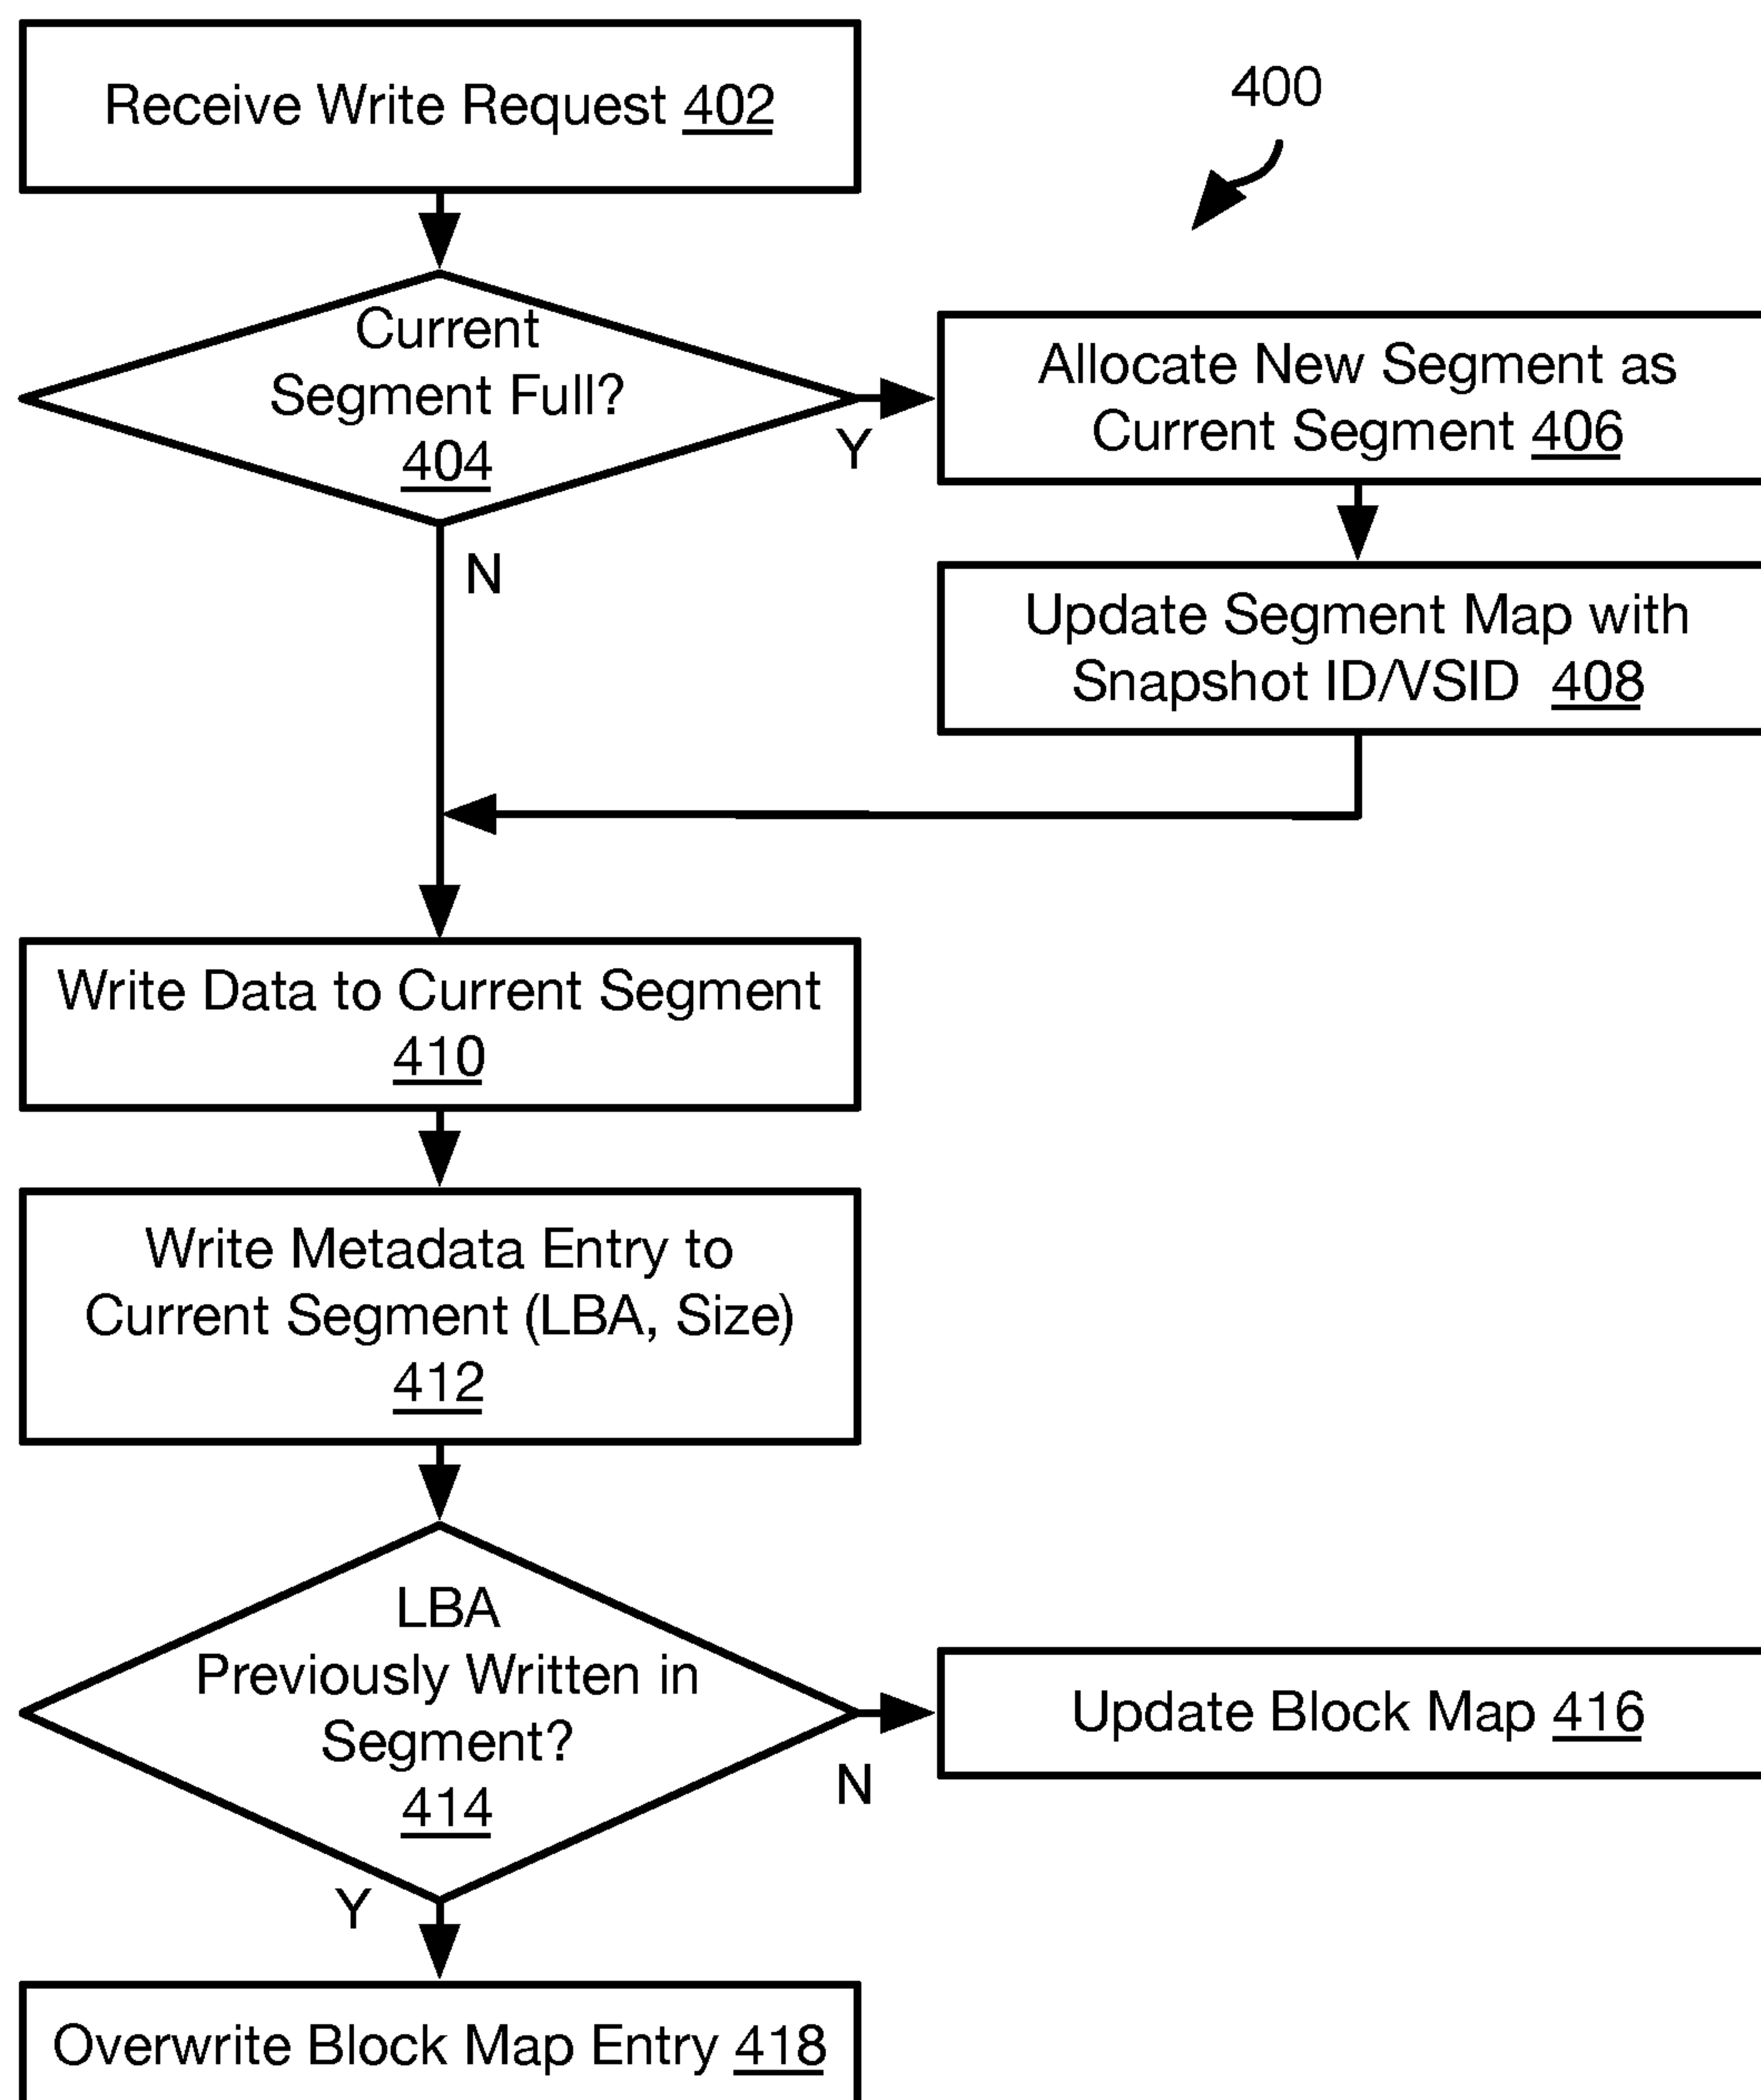 Receive Write Request 402
400
Current
Segment Full?
404
Y
N
Allocate New Segment as
Current Segment 406
Update Segment Map with
Snapshot ID/VSID 408
Write Data to Current Segment
410
Write Metadata Entry to
Current Segment (LBA, Size)
412
LBA
Previously Written in
Segment?
414
N
Y
Update Block Map 416
Overwrite Block Map Entry 418